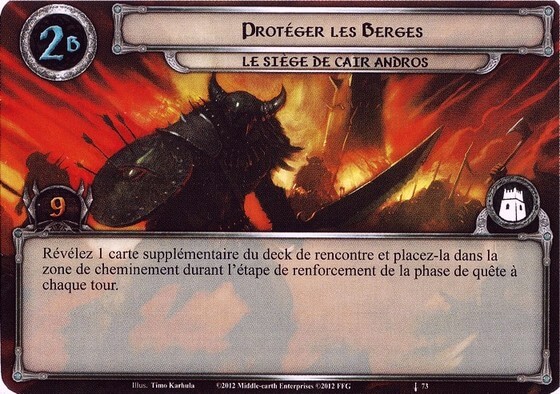 2B
PROTÉGER LES BERGES
LE SIÈGE DE CAIR ANDROS
9
Révélez 1 carte supplémentaire du deck de rencontre et placez-la dans la
zone de cheminement durant l'étape de renforcement de la phase de quête à
chaque tour.
Illus. Timo Karhula ©2012 Middle-earth Enterprises ©2012 FFG 73